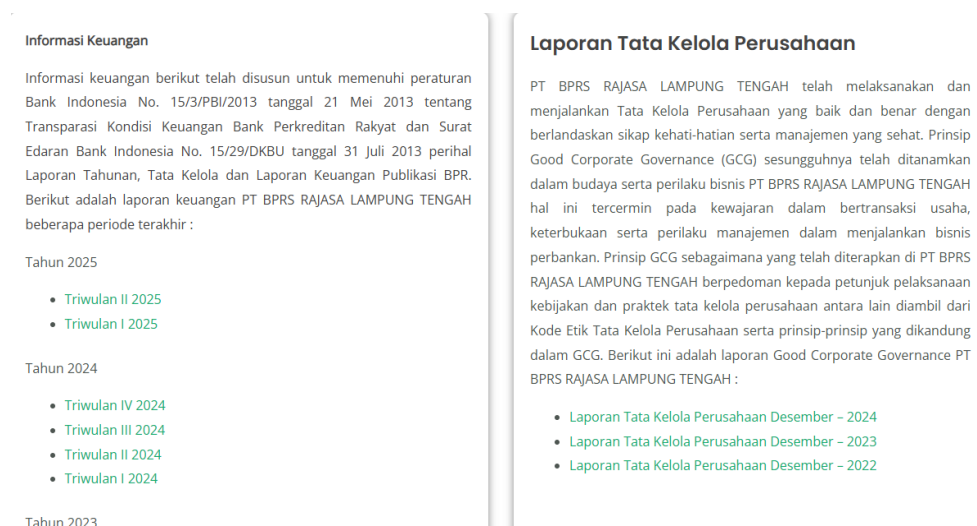 Informasi Keuangan
Informasi keuangan berikut telah disusun untuk memenuhi peraturan
Bank Indonesia No. 15/3/PBI/2013 tanggal 21 Mei 2013 tentang
Transparasi Kondisi Keuangan Bank Perkreditan Rakyat dan Surat
Edaran Bank Indonesia No. 15/29/DKBU tanggal 31 Juli 2013 perihal
Laporan Tahunan, Tata Kelola dan Laporan Keuangan Publikasi BPR.
Berikut adalah laporan keuangan PT BPRS RAJASA LAMPUNG TENGAH
beberapa periode terakhir :
Tahun 2025
Triwulan II 2025
Triwulan I 2025
Tahun 2024
Triwulan IV 2024
Triwulan III 2024
Triwulan II 2024
Triwulan I 2024
Tahun 2023
Laporan Tata Kelola Perusahaan
PT BPRS RAJASA LAMPUNG TENGAH telah melaksanakan dan
menjalankan Tata Kelola Perusahaan yang baik dan benar dengan
berlandaskan sikap kehati-hatian serta manajemen yang sehat. Prinsip
Good Corporate Governance (GCG) sesungguhnya telah ditanamkan
dalam budaya serta perilaku bisnis PT BPRS RAJASA LAMPUNG TENGAH
hal ini tercermin pada kewajaran dalam bertransaksi usaha,
keterbukaan serta perilaku manajemen dalam menjalankan bisnis
perbankan. Prinsip GCG sebagaimana yang telah diterapkan di PT BPRS
RAJASA LAMPUNG TENGAH berpedoman kepada petunjuk pelaksanaan
kebijakan dan praktek tata kelola perusahaan antara lain diambil dari
Kode Etik Tata Kelola Perusahaan serta prinsip-prinsip yang dikandung
dalam GCG. Berikut ini adalah laporan Good Corporate Governance PT
BPRS RAJASA LAMPUNG TENGAH :
Laporan Tata Kelola Perusahaan Desember – 2024
Laporan Tata Kelola Perusahaan Desember – 2023
Laporan Tata Kelola Perusahaan Desember – 2022